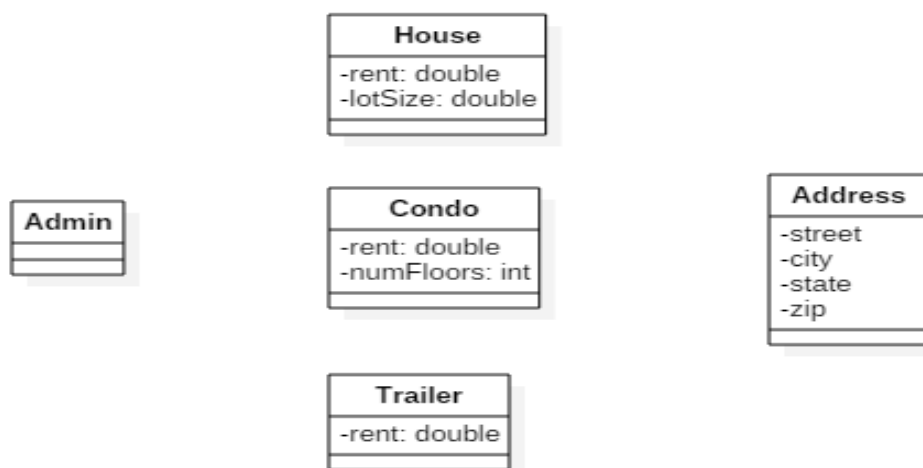 House
-rent: double
-lotSize: double
Admin
Condo
-rent: double
-numFloors: int
Address
-street
-city
-state
-zip
Trailer
-rent: double